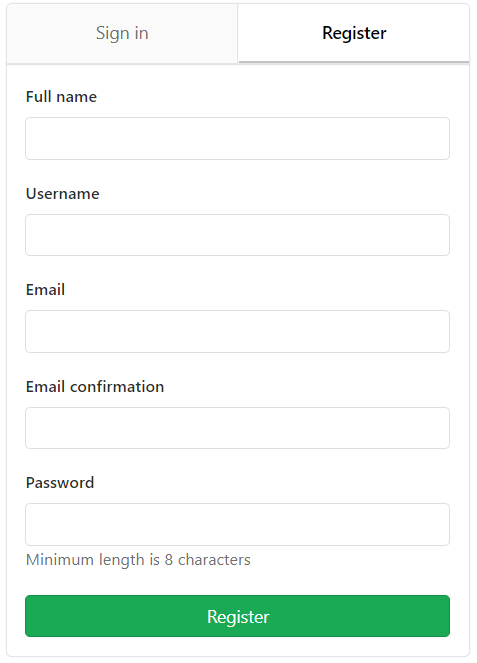 Sign in
Register
Full name
Username
Email
Email confirmation
Password
Minimum length is 8 characters
Register